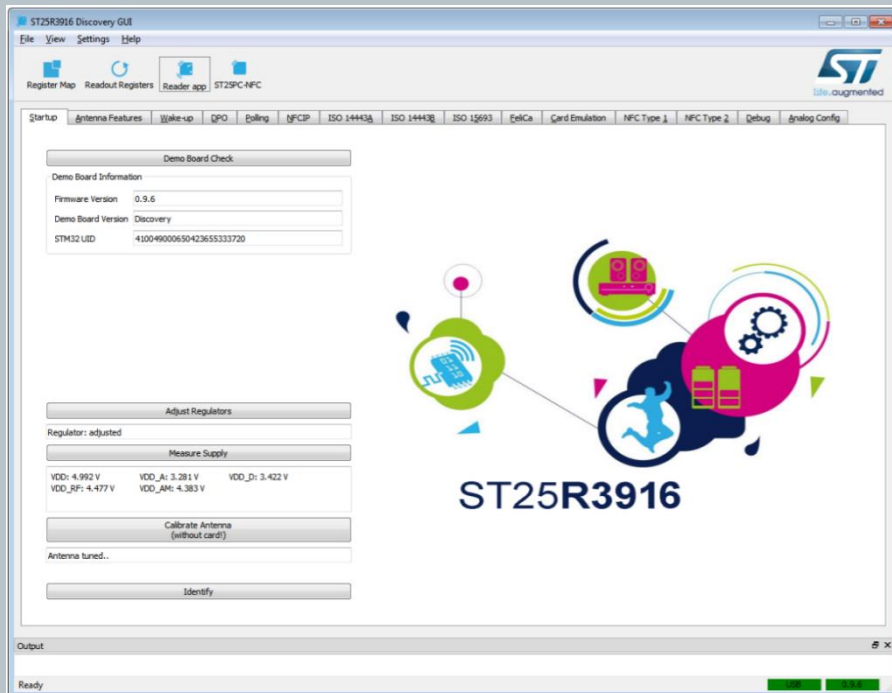 ST25R3916 Discovery GUI
File View Settings Help
Register Map Readout Registers Reader app ST25PC-NFC
ST
life.augmented
Startup Antenna Features Wake-up DPO Polling NFCIP ISO 14443A ISO 14443B ISO 15693 FeliCa Card Emulation NFC Type 1 NFC Type 2 Debug Analog Config
Demo Board Check
Demo Board Information
Firmware Version 0.9.6
Demo Board Version Discovery
STM32 UID 410049000650423655333720
01
11
10
Adjust Regulators
Regulator: adjusted
Measure Supply
VDD: 4.992 V VDD_A: 3.281 V VDD_D: 3.422 V
VDD_RF: 4.477 V VDD_AM: 4.383 V
ST25R3916
Calibrate Antenna
(without card!)
Antenna tuned..
Identify
Output
Ready USB 0.9.6